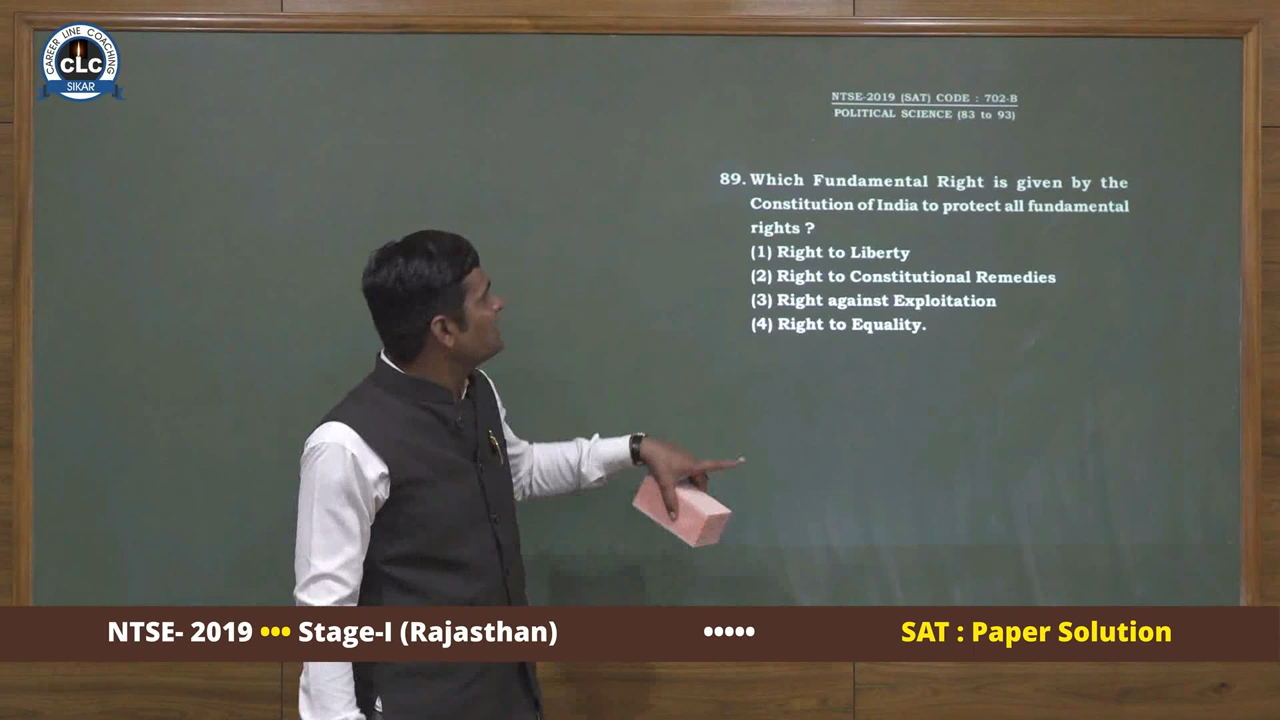 CAREER LINE COACHING
CLC
SIKAR
NTSE-2019 (SAT) CODE : 702-B
POLITICAL SCIENCE (83 to 93)
89. Which Fundamental Right is given by the
Constitution of India to protect all fundamental
rights ?
(1) Right to Liberty
(2) Right to Constitutional Remedies
(3) Right against Exploitation
(4) Right to Equality.
NTSE- 2019 ••• Stage-I (Rajasthan) ••••• SAT : Paper Solution